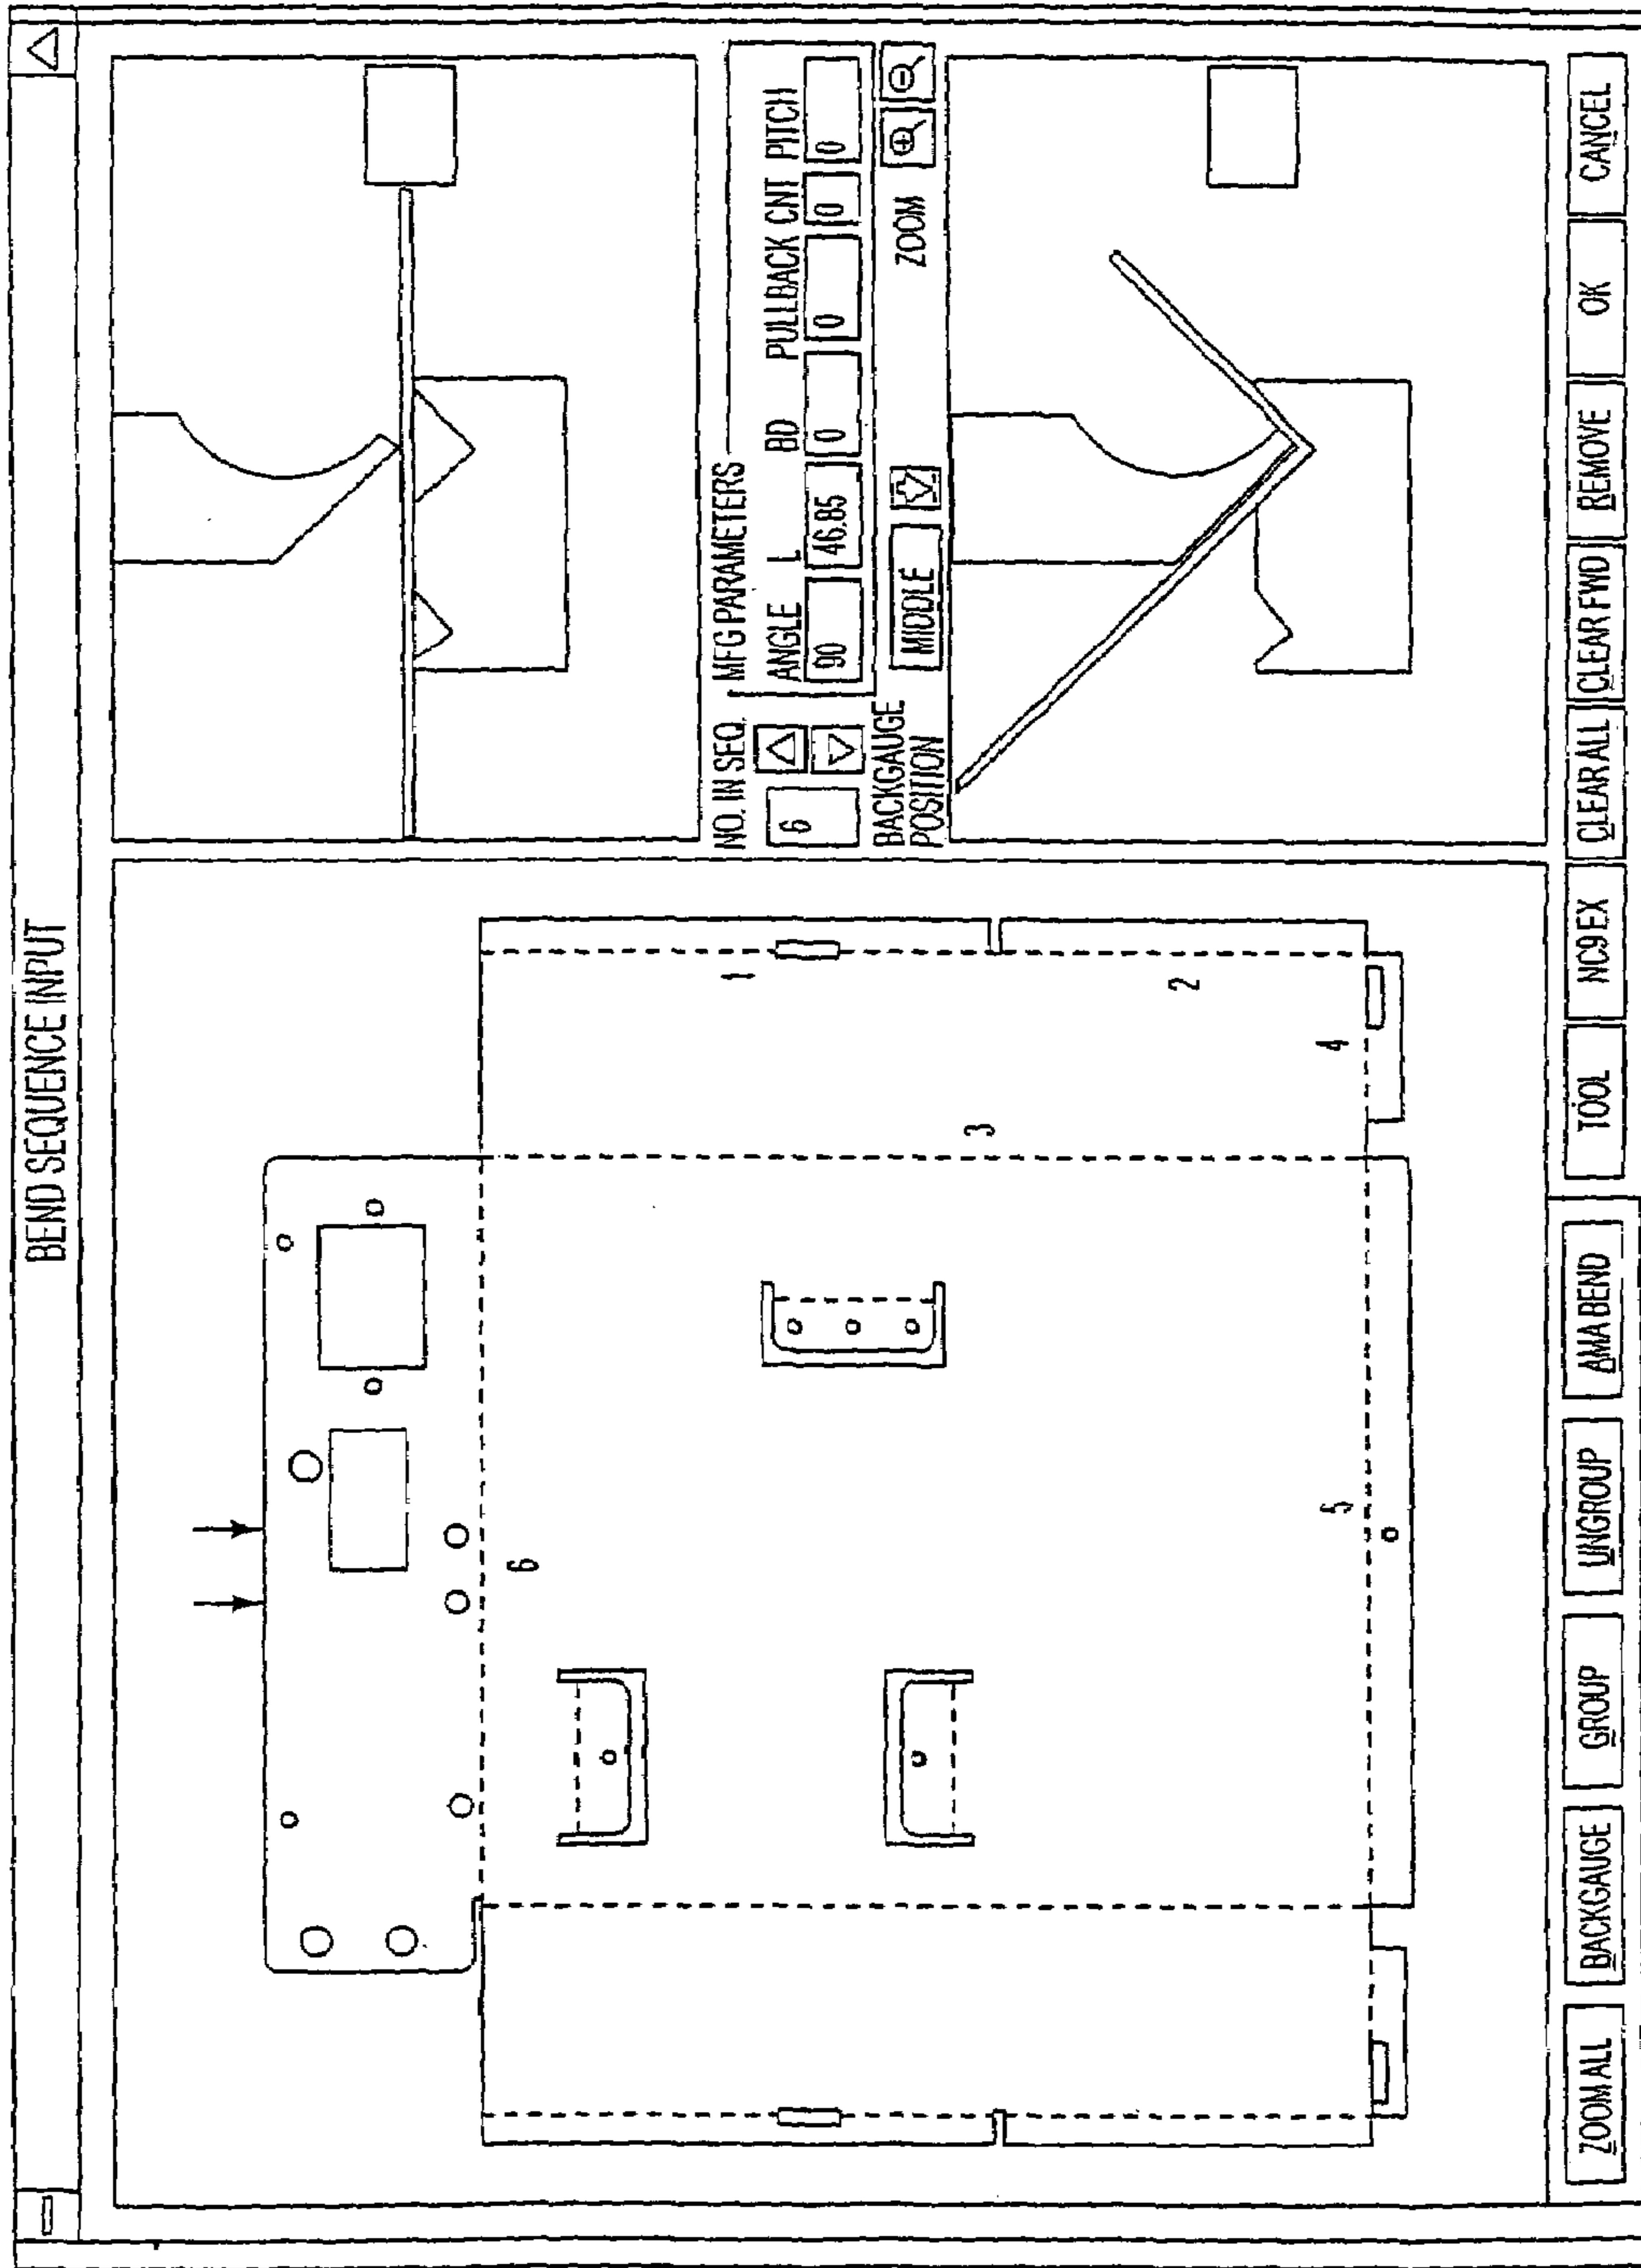 BEND SEQUENCE INPUT
6
1
2
3
4
5
NO. IN SEQ.
6
MFG PARAMETERS
ANGLE L BD PULLBACK CNT PITCH
90 46.85 0 0 0 0
BACKGAUGE
POSITION
MIDDLE
ZOOM
ZOOM ALL BACKGAUGE GROUP UNGROUP AMA BEND TOOL NC9 EX CLEAR ALL CLEAR FWD REMOVE OK CANCEL